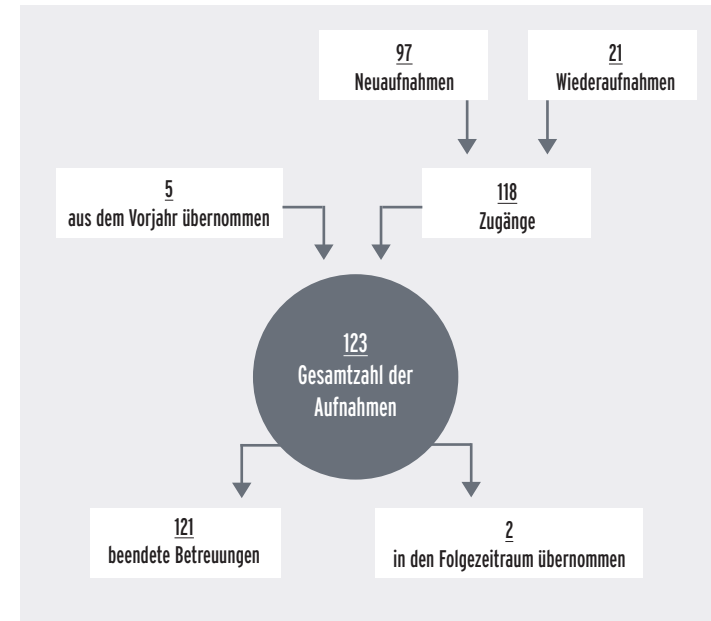 97
Neuaufnahmen
21
Wiederaufnahmen
5
aus dem Vorjahr übernommen
118
Zugänge
123
Gesamtzahl der
Aufnahmen
121
beendete Betreuungen
2
in den Folgezeitraum übernommen